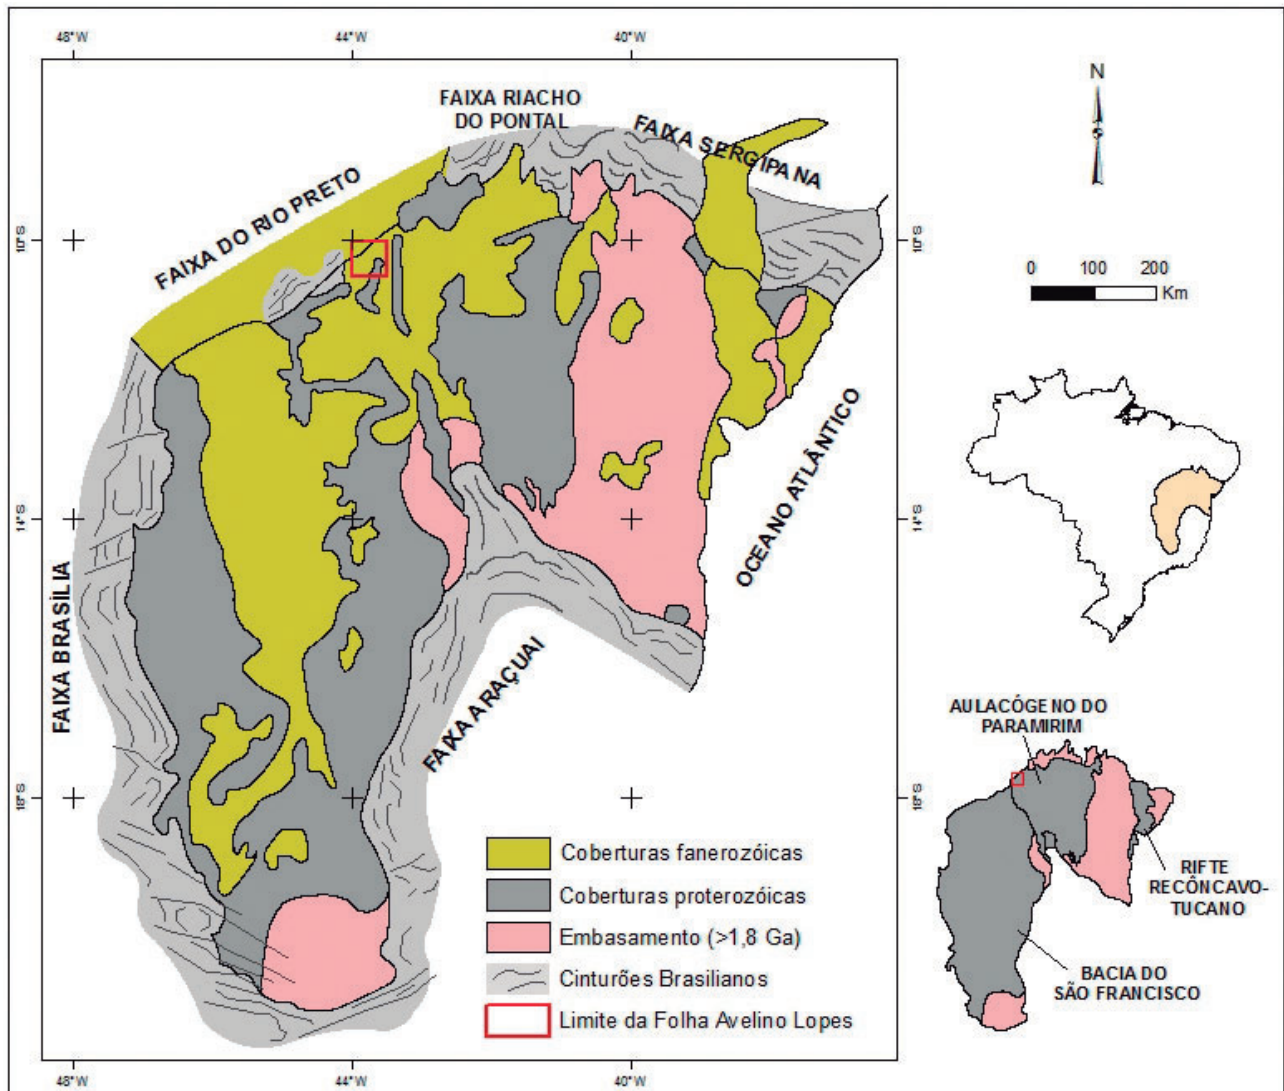 48°W
44°W
40°W
FAIXA RIACHO
DO PONTAL
FAIXA SERGIPANA
FAIXA DO RIO PRETO
10°S
10°S
N
0 100 200
Km
OCEANO ATLÂNTICO
14°S
14°S
FAIXA BRASÍLIA
FAIXA ARAÇUAI
18°S
18°S
Coberturas fanerozóicas
Coberturas proterozóicas
Embasamento (>1,8 Ga)
Cinturões Brasilianos
Limite da Folha Avelino Lopes
AULACÓGENO DO
PARAMIRIM
RIFTE
RECÔNCAVO-
TUCANO
BACIA DO
SÃO FRANCISCO
48°W
44°W
40°W